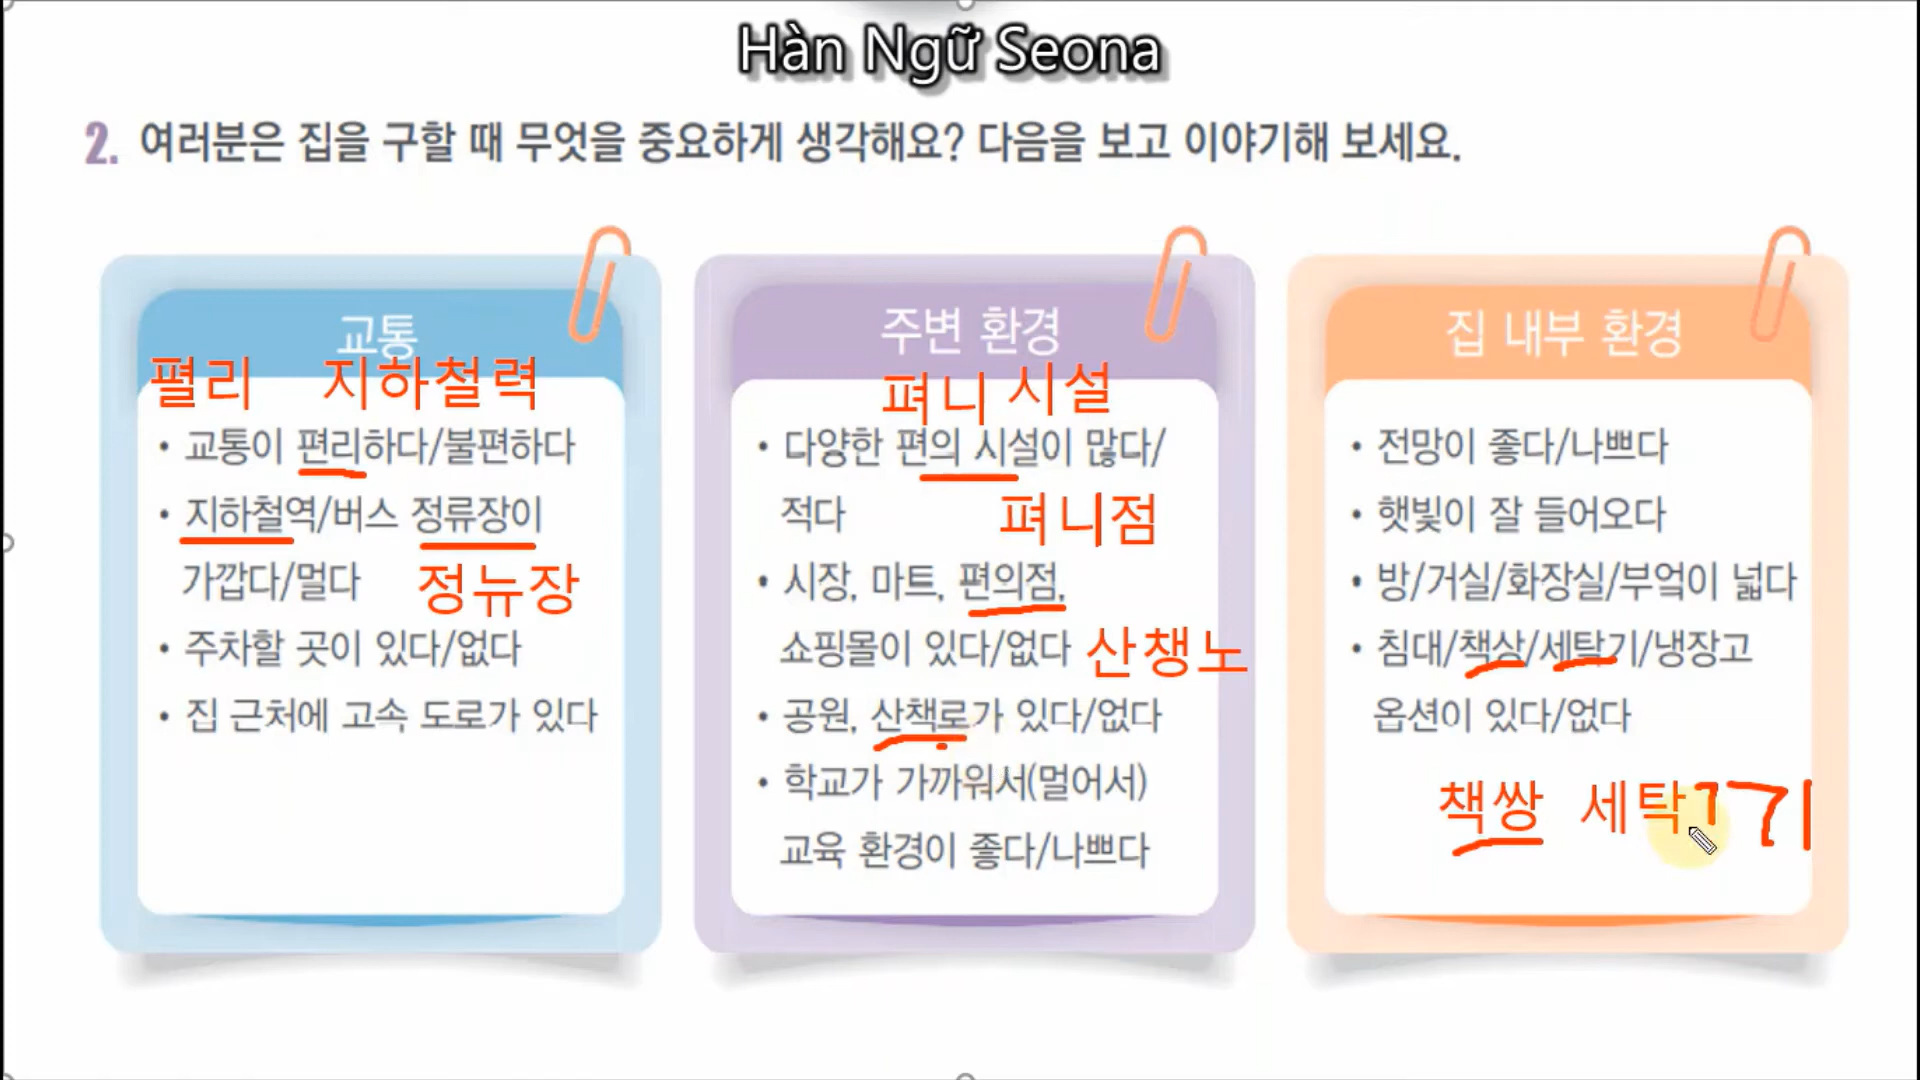 Hàn Ngữ Seona
2. 여러분은 집을 구할 때 무엇을 중요하게 생각해요? 다음을 보고 이야기해 보세요.
교통
펼리 지하철력
• 교통이 편리하다/불편하다
• 지하철역/버스 정류장이
가깝다/멀다
정뉴장
• 주차할 곳이 있다/없다
• 집 근처에 고속 도로가 있다
주변 환경
펴니 시설
• 다양한 편의 시설이 많다/
적다
펴니점
• 시장, 마트, 편의점,
쇼핑몰이 있다/없다
산챙노
• 공원, 산책로가 있다/없다
• 학교가 가까워서(멀어서)
교육 환경이 좋다/나쁘다
집 내부 환경
• 전망이 좋다/나쁘다
• 햇빛이 잘 들어오다
• 방/거실/화장실/부엌이 넓다
• 침대/책상/세탁기/냉장고
옵션이 있다/없다
책쌍 세탁